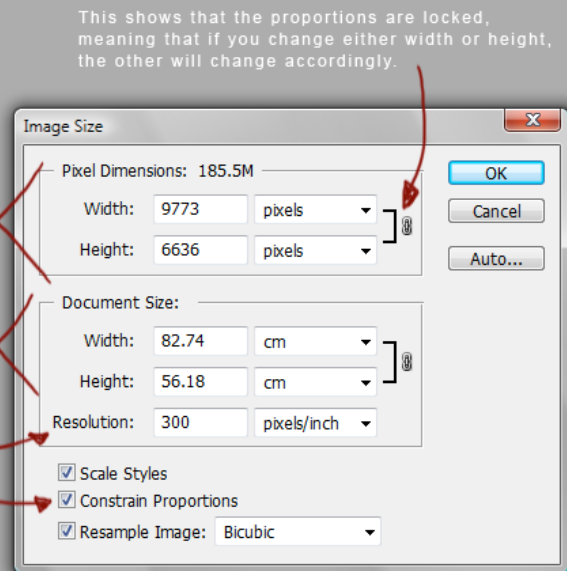 This shows that the proportions are locked,
meaning that if you change either width or height,
the other will change accordingly.
Image Size
Pixel Dimensions: 185.5M
Width: 9773 pixels
Height: 6636 pixels
OK
Cancel
Auto...
Document Size:
Width: 82.74 cm
Height: 56.18 cm
Resolution: 300 pixels/inch
Scale Styles
Constrain Proportions
Resample Image: Bicubic